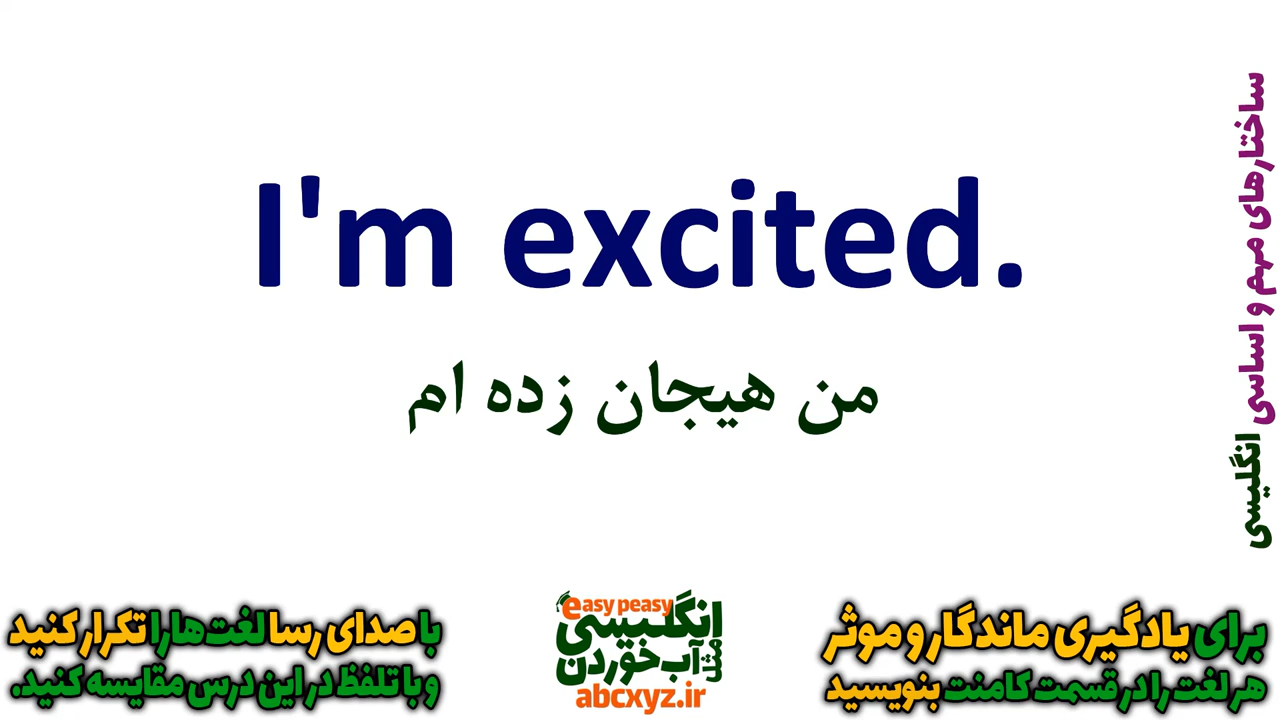 I'm excited.
من هیجان زده ام
ساختارهای مهم و اساسی انگلیسی
برای یادگیری ماندگار و موثر
هر لغت را در قسمت کامنت بنویسید
easy peasy
انگلیسی
مثل آب خوردن
abcxyz.ir
با صدای رسا لغت‌ها را تکرار کنید
و با تلفظ در این درس مقایسه کنید.